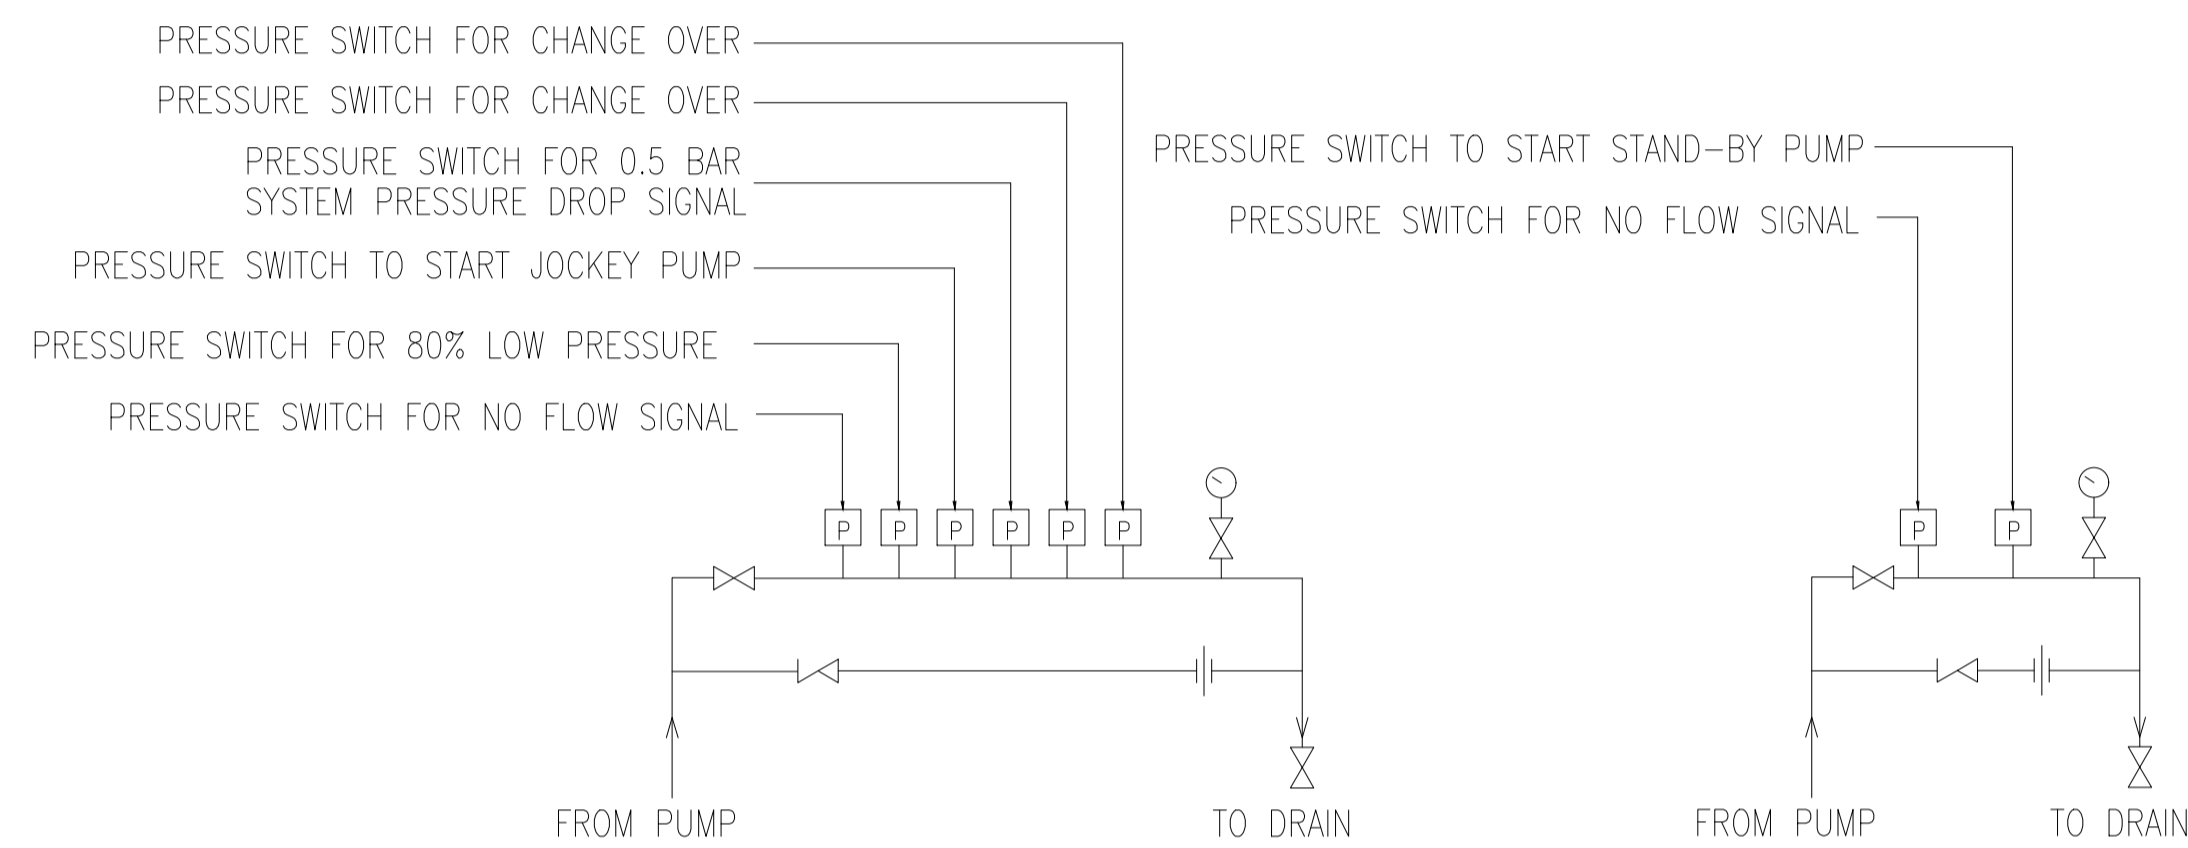 PRESSURE SWITCH FOR CHANGE OVER
PRESSURE SWITCH FOR CHANGE OVER
PRESSURE SWITCH FOR 0.5 BAR
SYSTEM PRESSURE DROP SIGNAL
PRESSURE SWITCH TO START JOCKEY PUMP
PRESSURE SWITCH FOR 80% LOW PRESSURE
PRESSURE SWITCH FOR NO FLOW SIGNAL
P P P P P P
FROM PUMP
TO DRAIN
PRESSURE SWITCH TO START STAND-BY PUMP
PRESSURE SWITCH FOR NO FLOW SIGNAL
P P
FROM PUMP
TO DRAIN